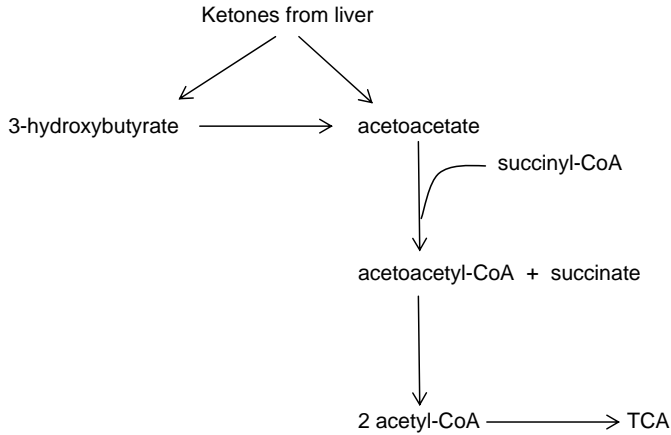 Ketones from liver
3-hydroxybutyrate
acetoacetate
succinyl-CoA
acetoacetyl-CoA + succinate
2 acetyl-CoA
TCA